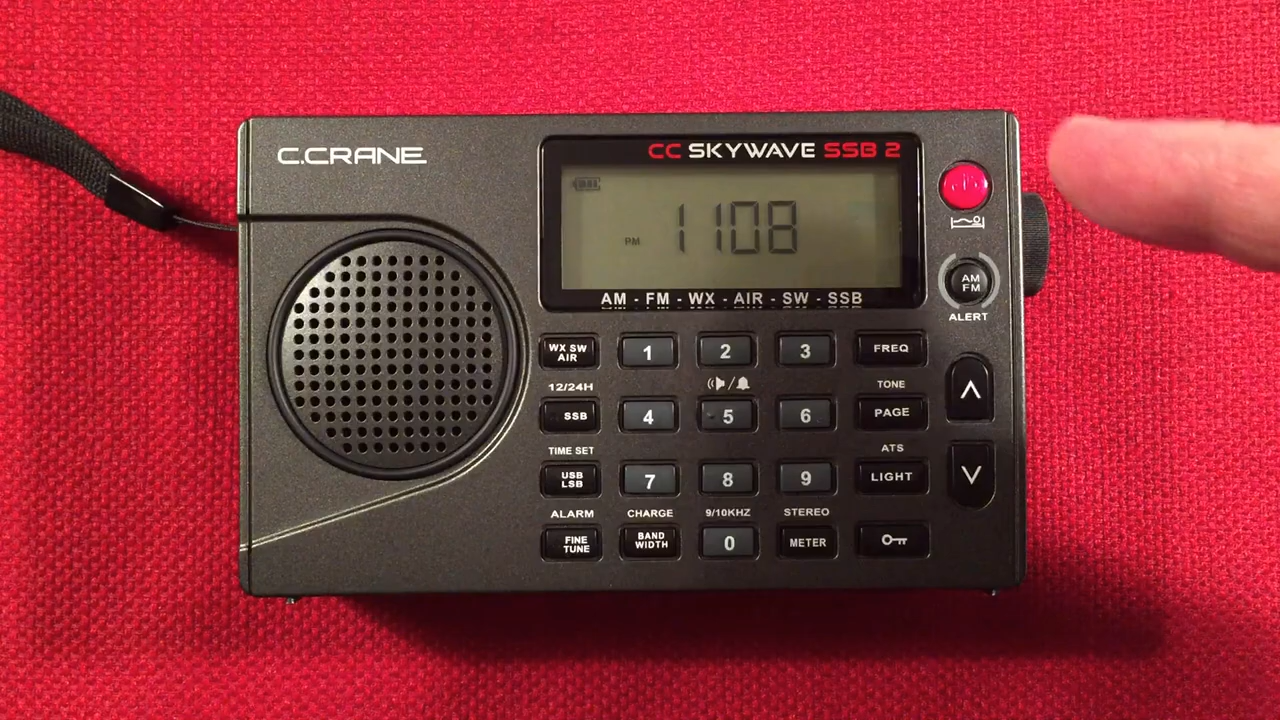 C.CRANE
CC SKYWAVE SSB 2
PM 1108
AM - FM - WX - AIR - SW - SSB
AM
FM
ALERT
WX SW
AIR
1
2
3
FREQ
12/24H
TONE
SSB
4
5
6
PAGE
TIME SET
ATS
USB
LSB
7
8
9
LIGHT
ALARM
CHARGE
9/10KHZ
STEREO
FINE
TUNE
BAND
WIDTH
0
METER